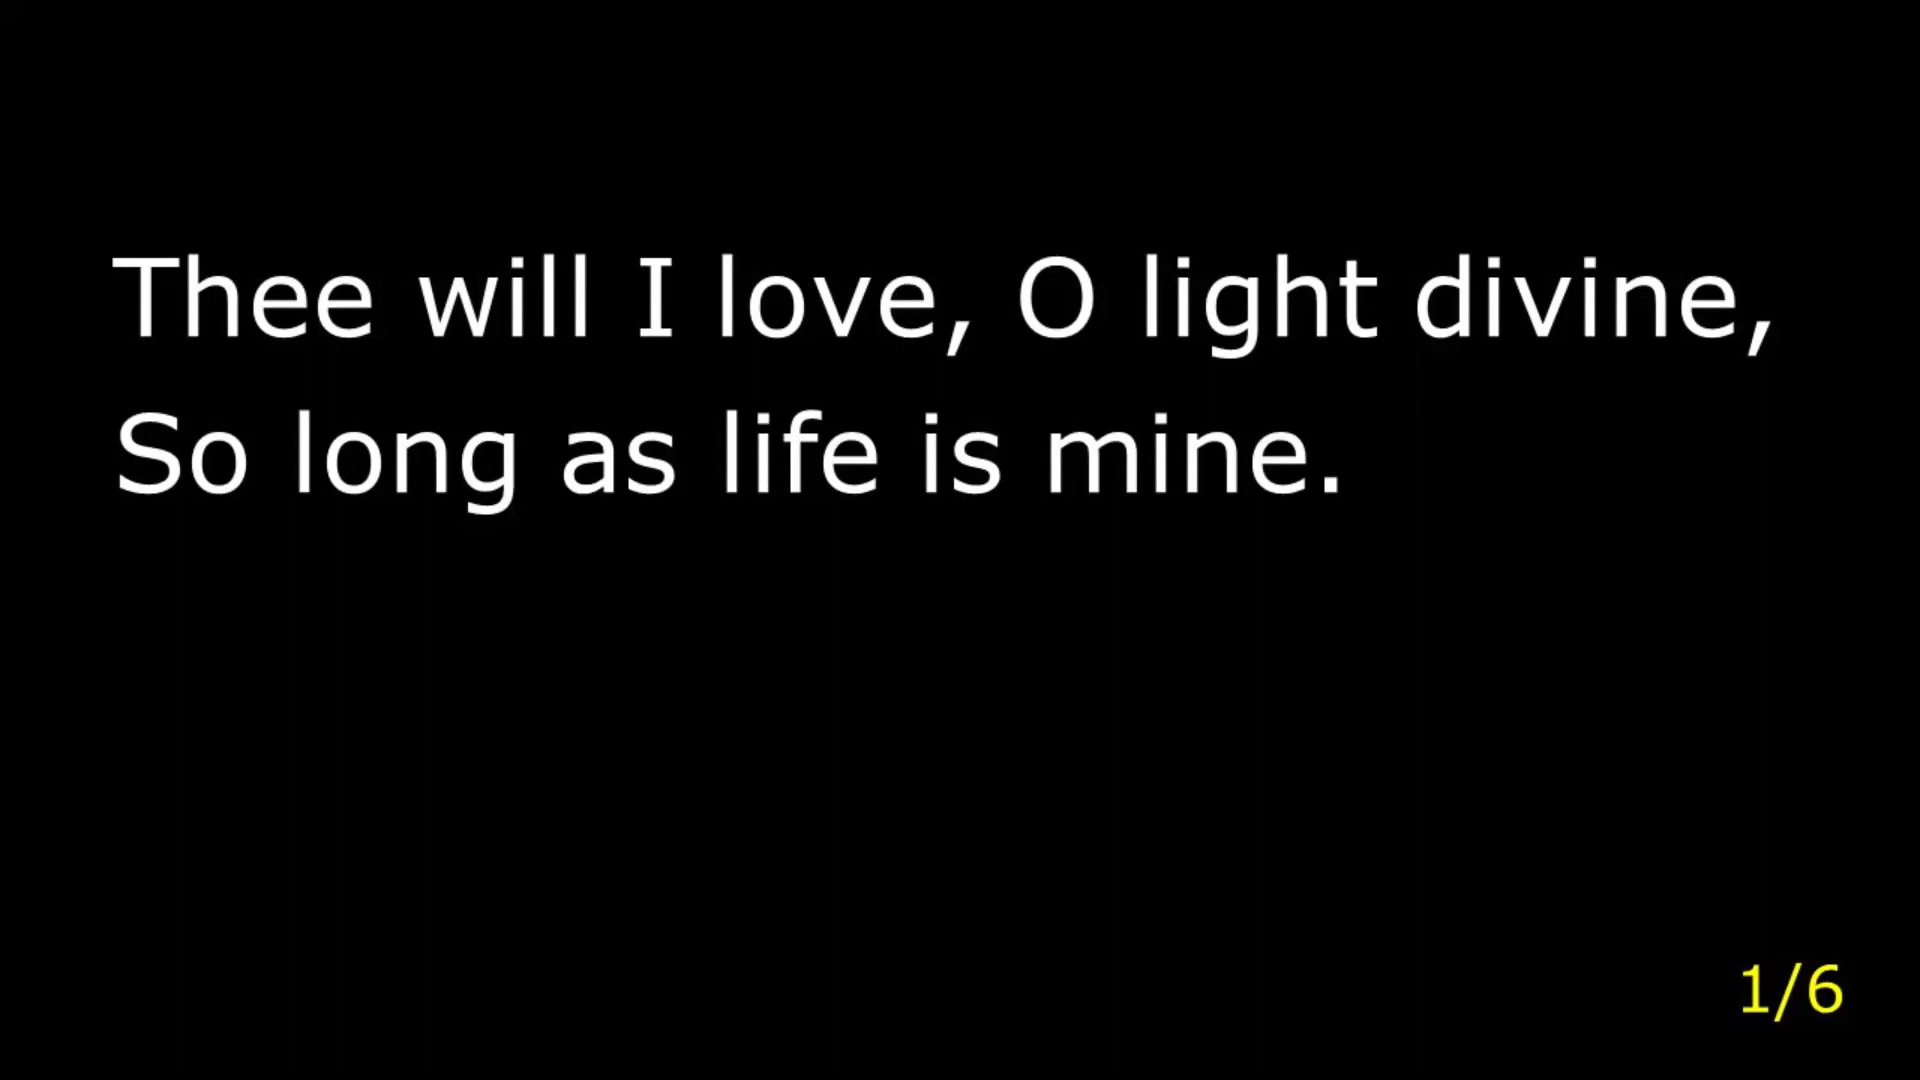 Thee will I love, O light divine,
So long as life is mine.
1/6